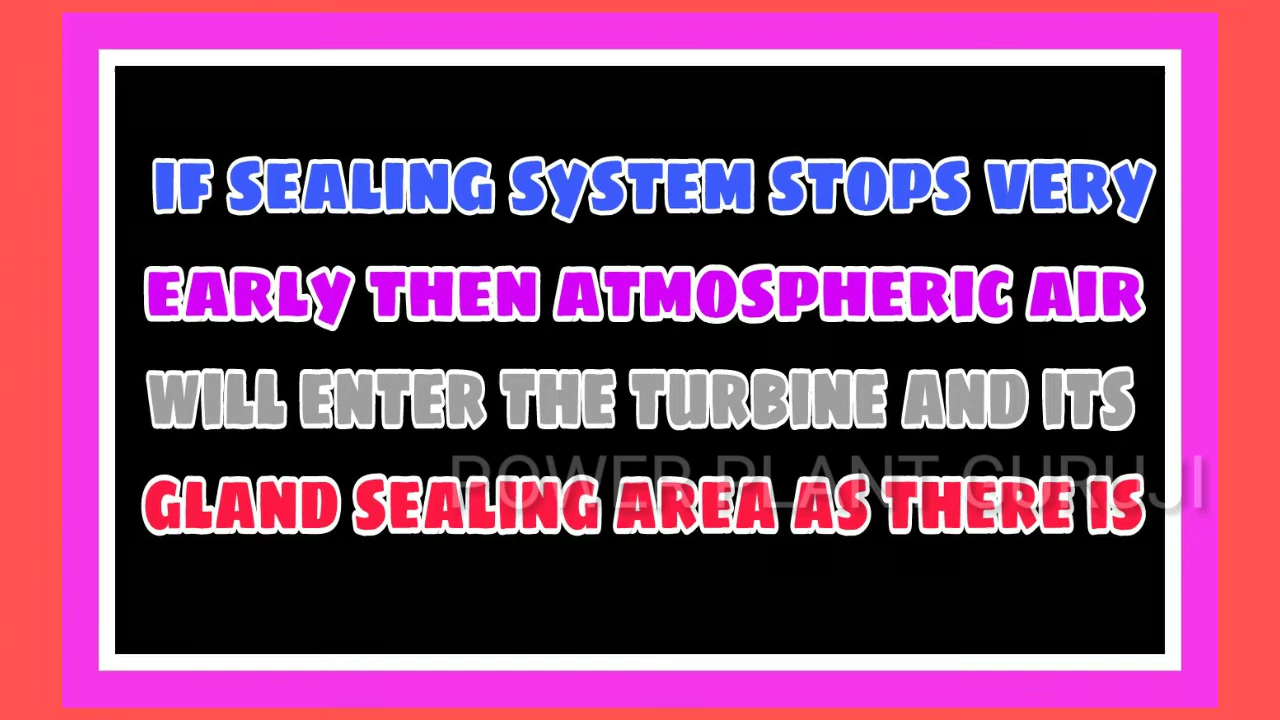 IF SEALING SYSTEM STOPS VERY
EARLY THEN ATMOSPHERIC AIR
WILL ENTER THE TURBINE AND ITS
POWER PLANT GURUJI
GLAND SEALING AREA AS THERE IS